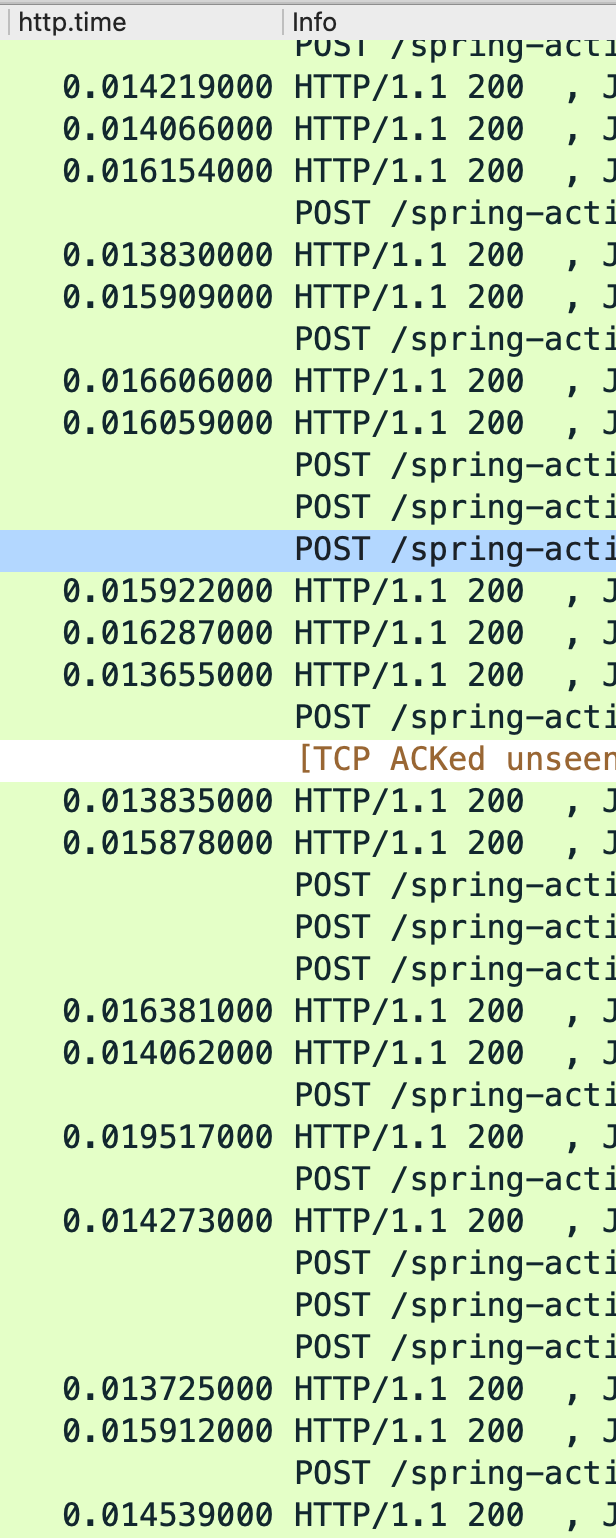 http.time Info
POST /spring-acti
0.014219000 HTTP/1.1 200 , J
0.014066000 HTTP/1.1 200 , J
0.016154000 HTTP/1.1 200 , J
POST /spring-acti
0.013830000 HTTP/1.1 200 , J
0.015909000 HTTP/1.1 200 , J
POST /spring-acti
0.016606000 HTTP/1.1 200 , J
0.016059000 HTTP/1.1 200 , J
POST /spring-acti
POST /spring-acti
POST /spring-acti
0.015922000 HTTP/1.1 200 , J
0.016287000 HTTP/1.1 200 , J
0.013655000 HTTP/1.1 200 , J
POST /spring-acti
[TCP ACKed unseen
0.013835000 HTTP/1.1 200 , J
0.015878000 HTTP/1.1 200 , J
POST /spring-acti
POST /spring-acti
POST /spring-acti
0.016381000 HTTP/1.1 200 , J
0.014062000 HTTP/1.1 200 , J
POST /spring-acti
0.019517000 HTTP/1.1 200 , J
POST /spring-acti
0.014273000 HTTP/1.1 200 , J
POST /spring-acti
POST /spring-acti
POST /spring-acti
0.013725000 HTTP/1.1 200 , J
0.015912000 HTTP/1.1 200 , J
POST /spring-acti
0.014539000 HTTP/1.1 200 , J